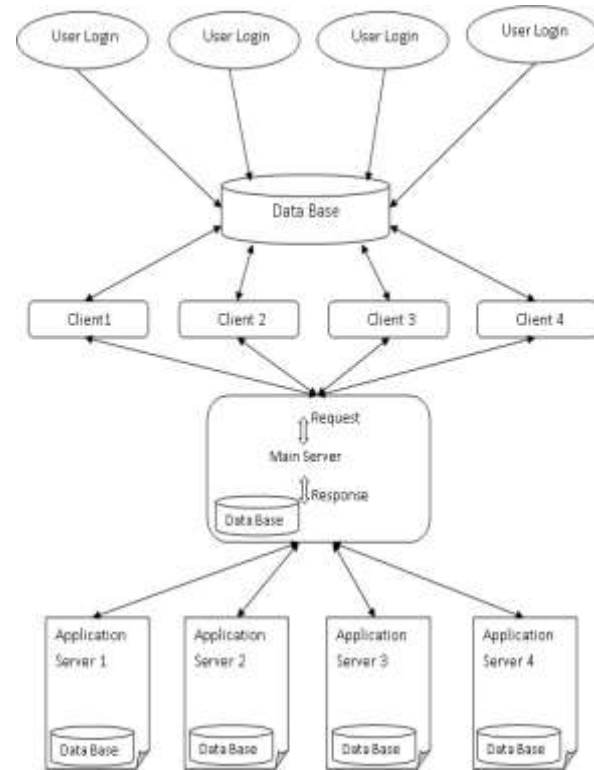 User Login
User Login
User Login
User Login
Data Base
Client1
Client 2
Client 3
Client 4
Request
Main Server
Response
Data Base
Application
Server 1
Data Base
Application
Server 2
Data Base
Application
Server 3
Data Base
Application
Server 4
Data Base